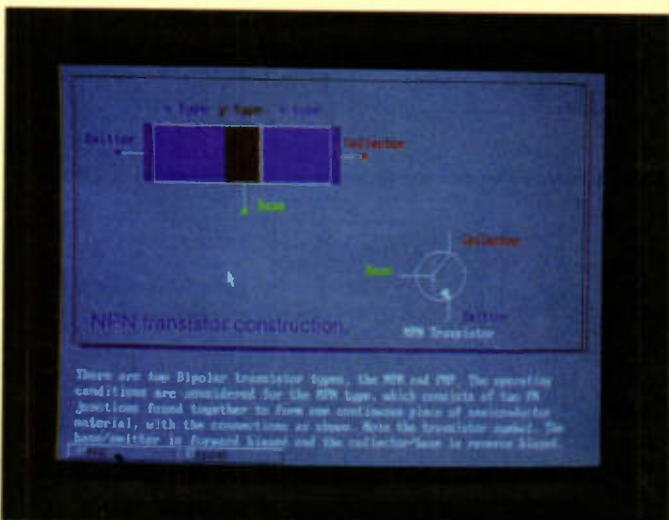 n type p type n type
Emitter
Collector
Base
Collector
Base
Emitter
NPN Transistor
NPN transistor construction.
There are two Bipolar transistor types, the NPN and PNP. The operating
conditions are considered for the NPN type, which consists of two PN
junctions fused together to form one continuous piece of semiconductor
material, with the connections as shown. Note the transistor symbol. The
base/emitter is forward biased and the collector/base is reverse biased.